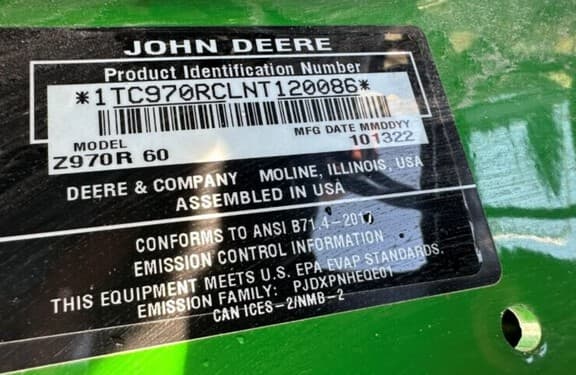 JOHN DEERE
Product Identification Number
*1TC970RCLNT120086*
MODEL
Z970R 60
MFG DATE MMDDYY
101322
DEERE & COMPANY MOLINE, ILLINOIS, USA
ASSEMBLED IN USA
CONFORMS TO ANSI B71.4-2017
EMISSION CONTROL INFORMATION
THIS EQUIPMENT MEETS U.S. EPA EVAP STANDARDS.
EMISSION FAMILY: PJDXPNHEQE01
CAN ICES-2/NMB-2